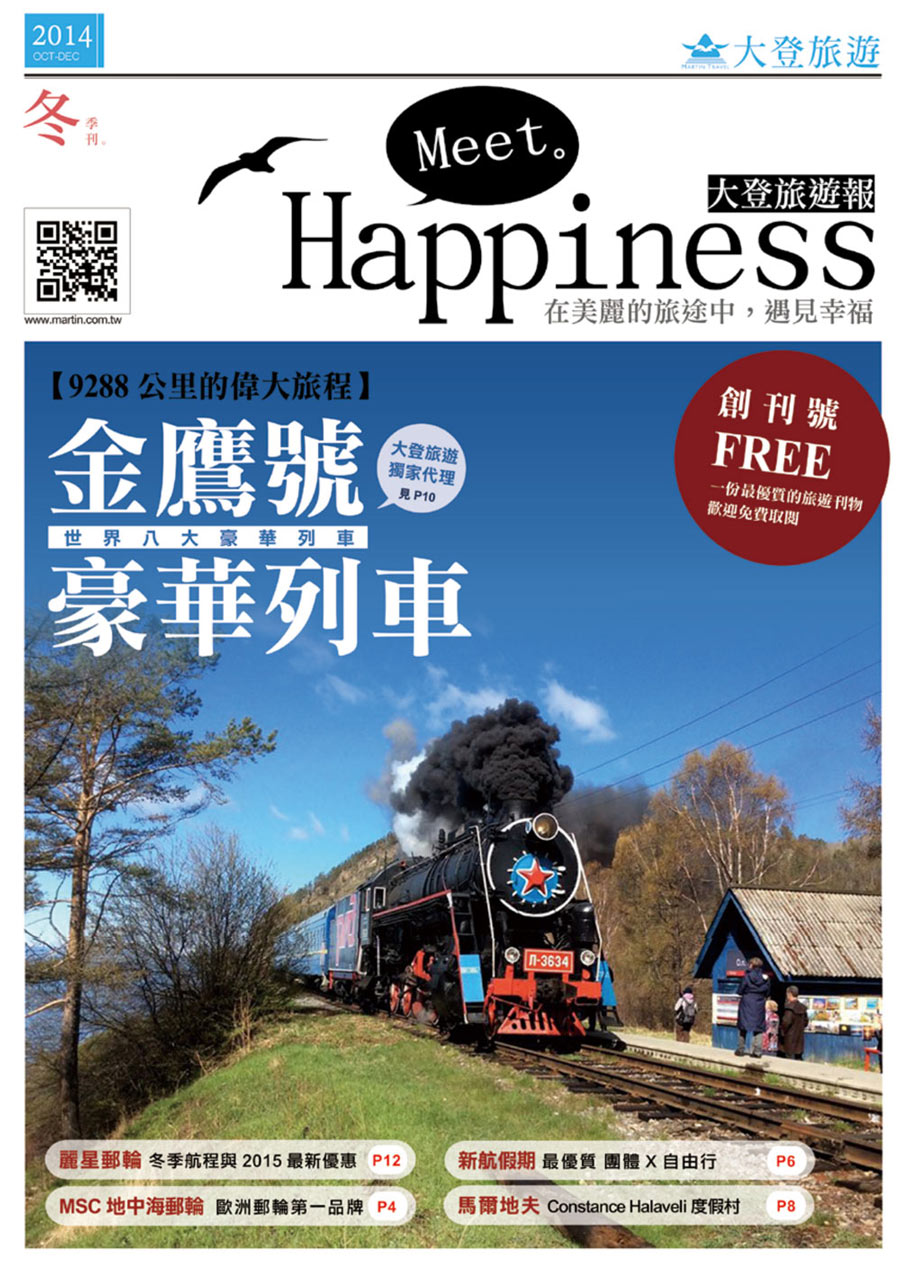 2014
OCT-DEC
MARTIN TRAVEL
大登旅遊
冬
季
刊。
Meet。
大登旅遊報
Happiness
在美麗的旅途中，遇見幸福
www.martin.com.tw
【9288 公里的偉大旅程】
金鷹號
大登旅遊
獨家代理
見 P10
世界八大豪華列車
豪華列車
創刊號
FREE
一份最優質的旅遊刊物
歡迎免費取閱
Л-3634
麗星郵輪 冬季航程與 2015 最新優惠 P12
新航假期 最優質 團體 X 自由行 P6
MSC 地中海郵輪 歐洲郵輪第一品牌 P4
馬爾地夫 Constance Halaveli 度假村 P8